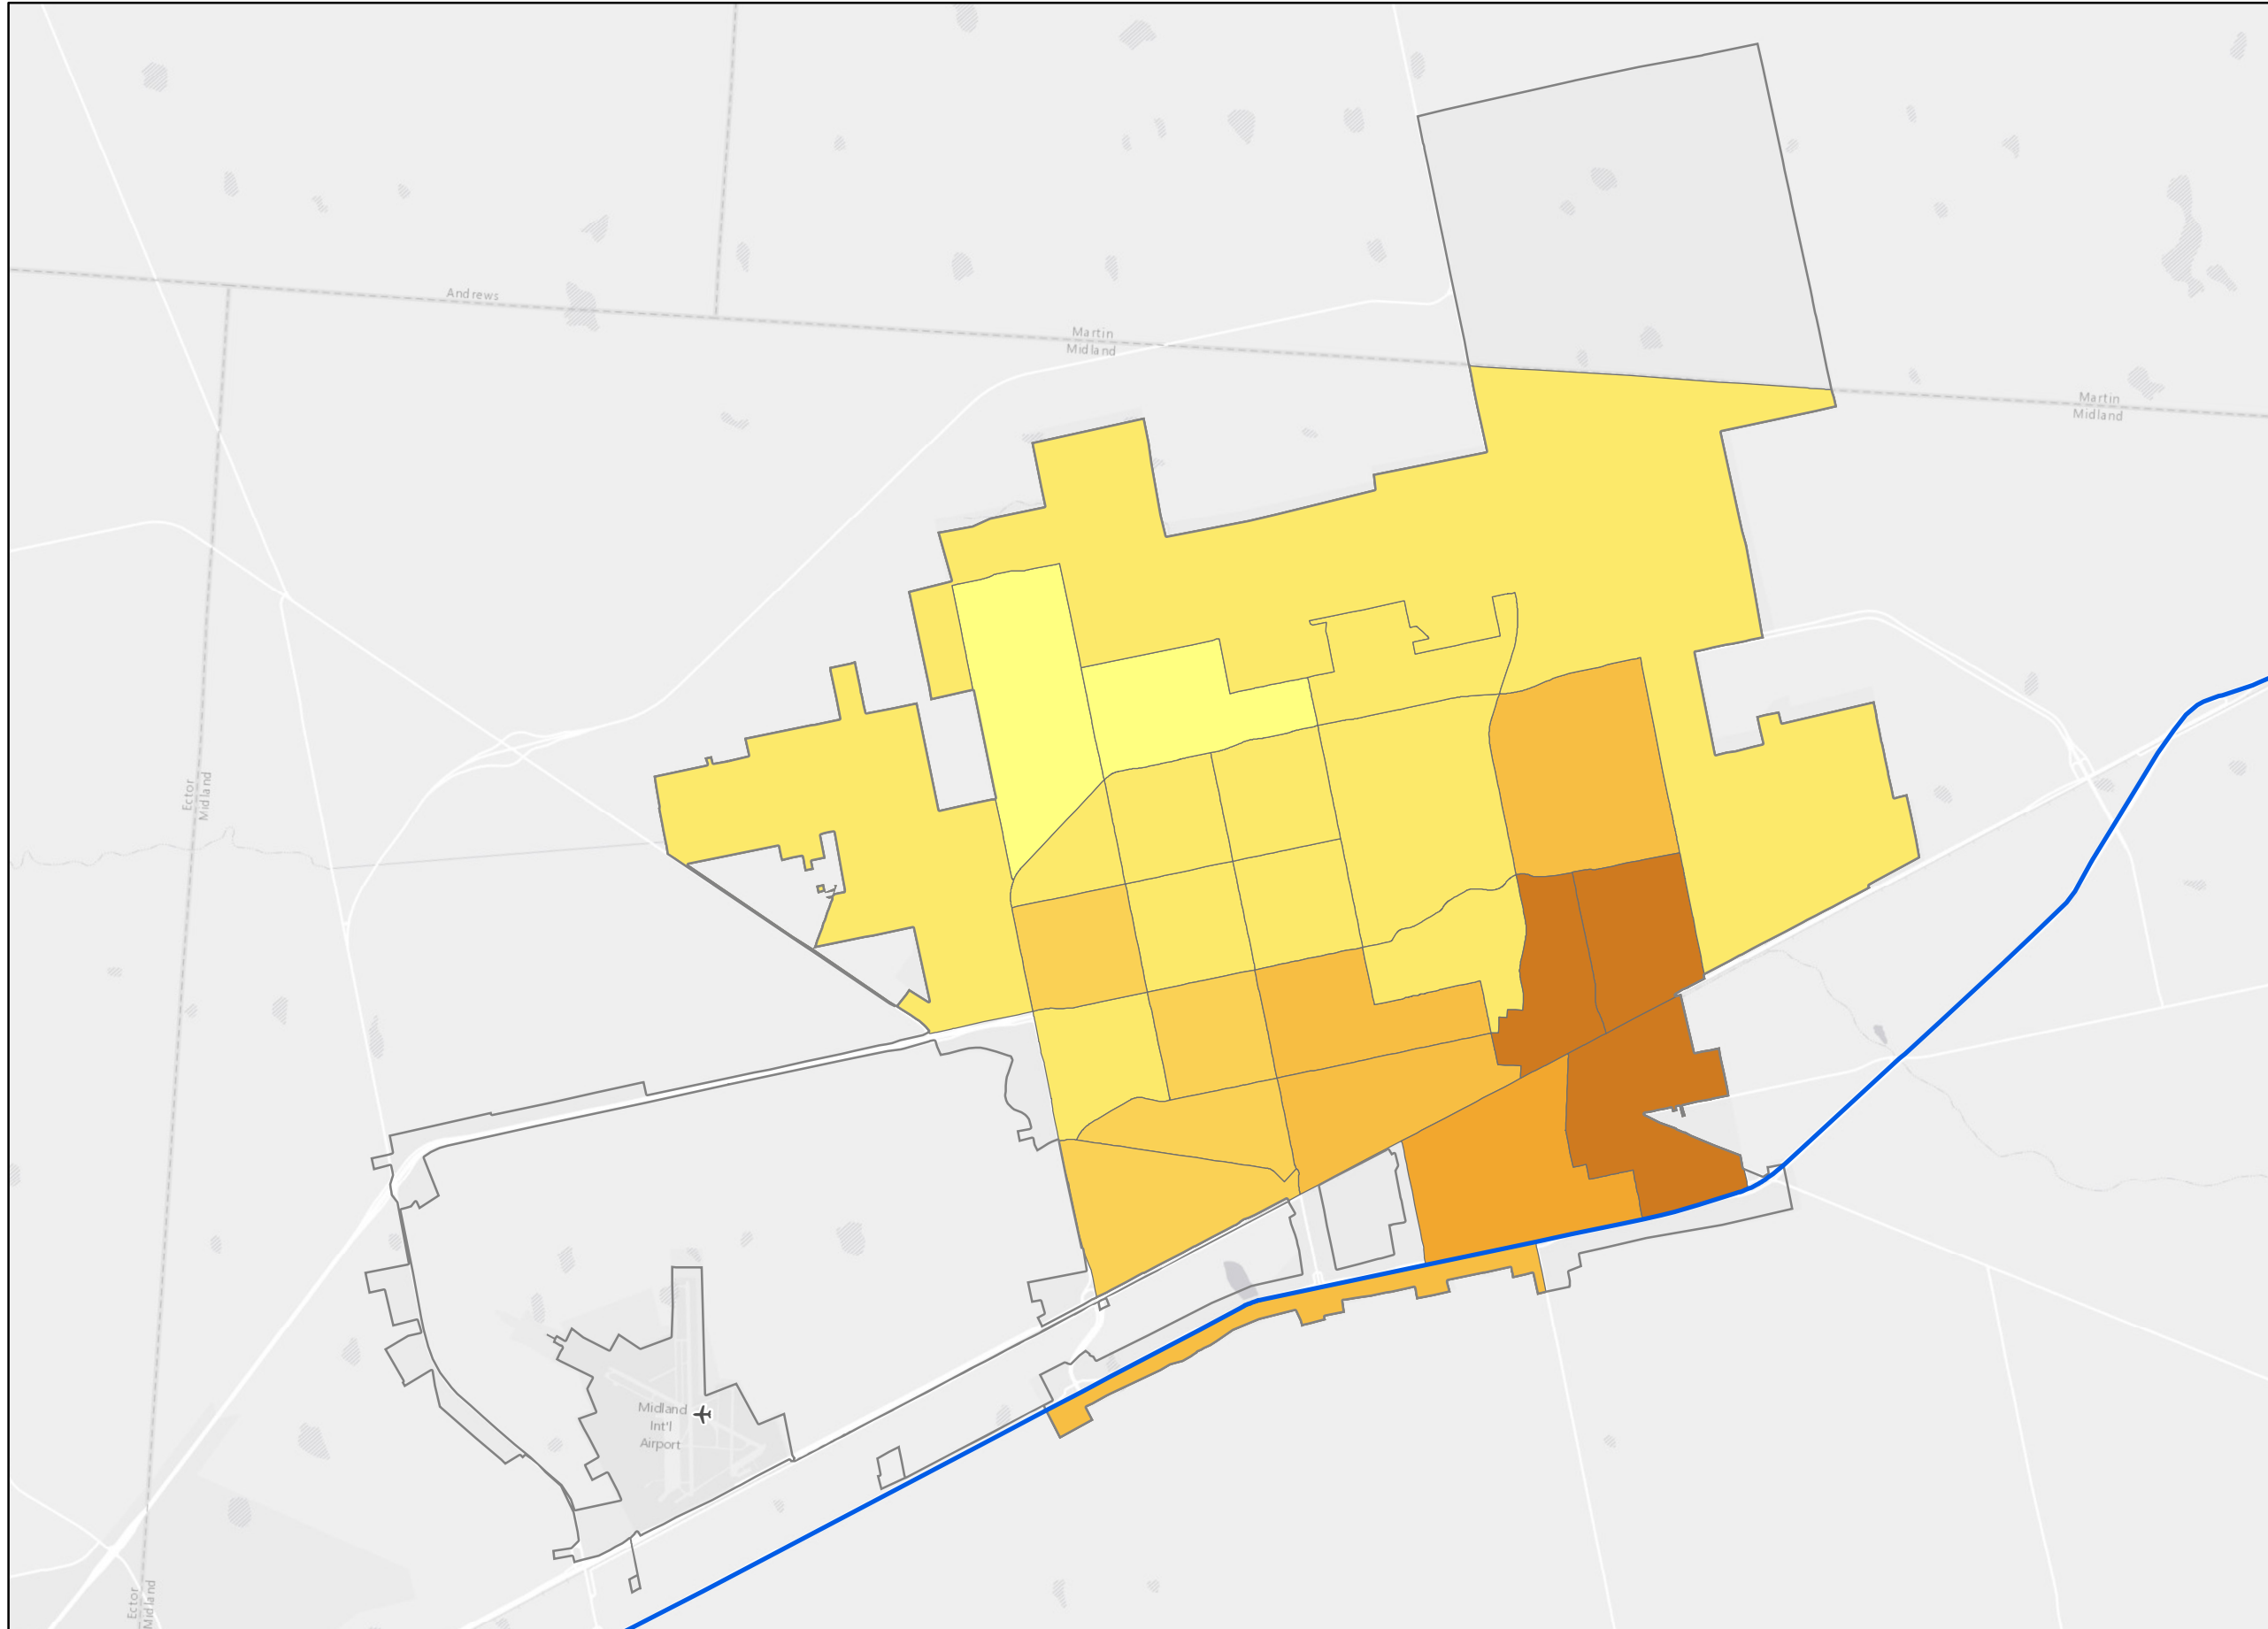 Andrews
Martin
Midland
Martin
Midland
Ector
Midland
Midland
Int'l
Airport
Ector
Midland